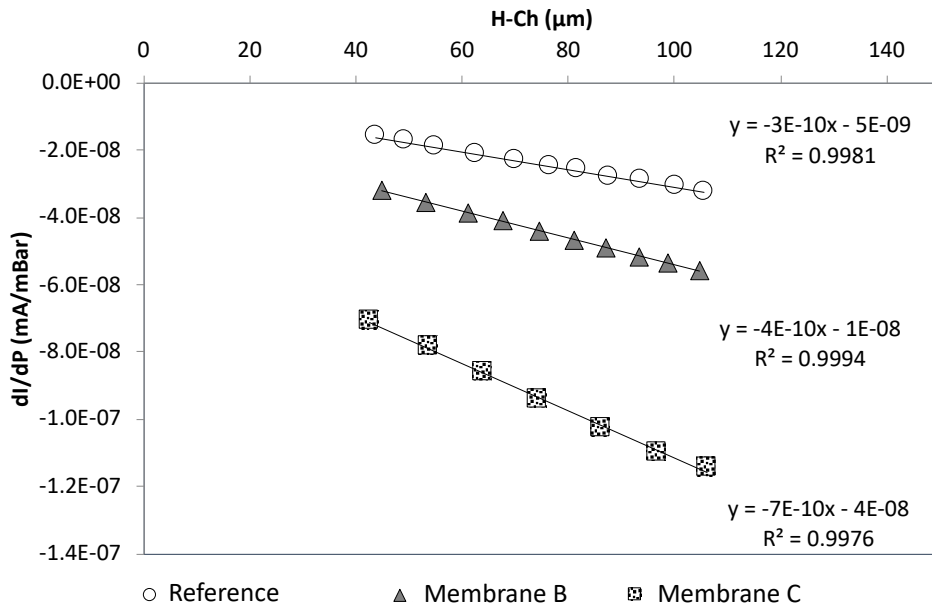 H-Ch (µm)
0 20 40 60 80 100 120 140
0.0E+00
-2.0E-08
-4.0E-08
-6.0E-08
-8.0E-08
-1.0E-07
-1.2E-07
-1.4E-07
dI/dP (mA/mBar)
y = -3E-10x - 5E-09
R² = 0.9981
y = -4E-10x - 1E-08
R² = 0.9994
y = -7E-10x - 4E-08
R² = 0.9976
Reference Membrane B Membrane C